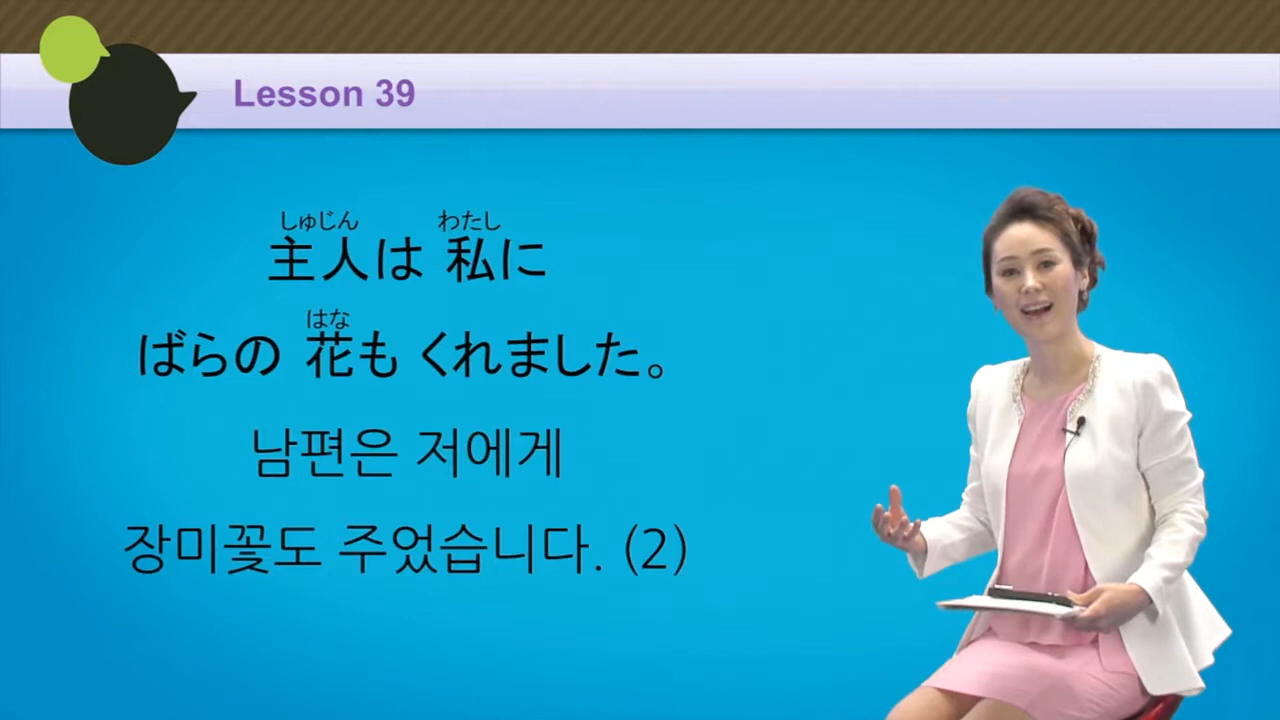 Lesson 39
しゅじん わたし
主人は 私に
はな
ばらの 花も くれました。
남편은 저에게
장미꽃도 주었습니다. (2)